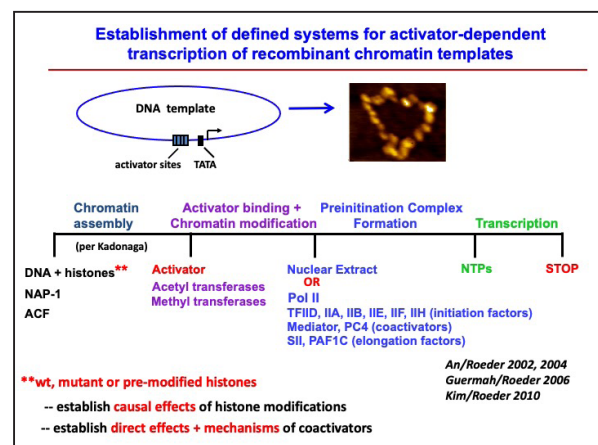 Establishment of defined systems for activator-dependent
transcription of recombinant chromatin templates
DNA template
activator sites
TATA
Chromatin
assembly
Activator binding +
Chromatin modification
Preinitination Complex
Formation
Transcription
(per Kadonaga)
DNA + histones**
NAP-1
ACF
Activator
Acetyl transferases
Methyl transferases
Nuclear Extract
OR
Pol II
TFIID, IIA, IIB, IIE, IIF, IIH (initiation factors)
Mediator, PC4 (coactivators)
SII, PAF1C (elongation factors)
NTPs
STOP
An/Roeder 2002, 2004
Guermah/Roeder 2006
Kim/Roeder 2010
**wt, mutant or pre-modified histones
-- establish causal effects of histone modifications
-- establish direct effects + mechanisms of coactivators